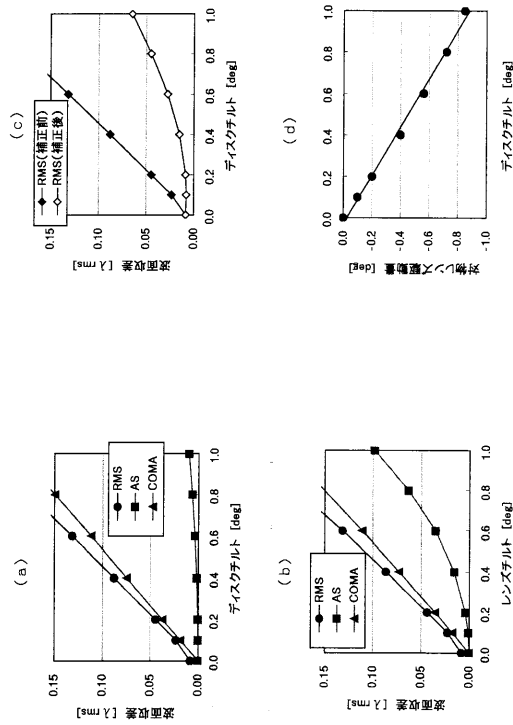 (a)
0.15
0.10
0.05
0.00
波面収差 [λrms]
RMS
AS
COMA
0.0
0.2
0.4
0.6
0.8
1.0
ディスクチルト [deg]
(b)
0.15
0.10
0.05
0.00
波面収差 [λrms]
RMS
AS
COMA
0.0
0.2
0.4
0.6
0.8
1.0
レンズチルト [deg]
(c)
RMS(補正前)
RMS(補正後)
0.15
0.10
0.05
0.00
波面収差 [λrms]
0.0
0.2
0.4
0.6
0.8
1.0
ディスクチルト [deg]
(d)
0.0
-0.2
-0.4
-0.6
-0.8
-1.0
対物レンズ駆動量 [deg]
0.0
0.2
0.4
0.6
0.8
1.0
ディスクチルト [deg]